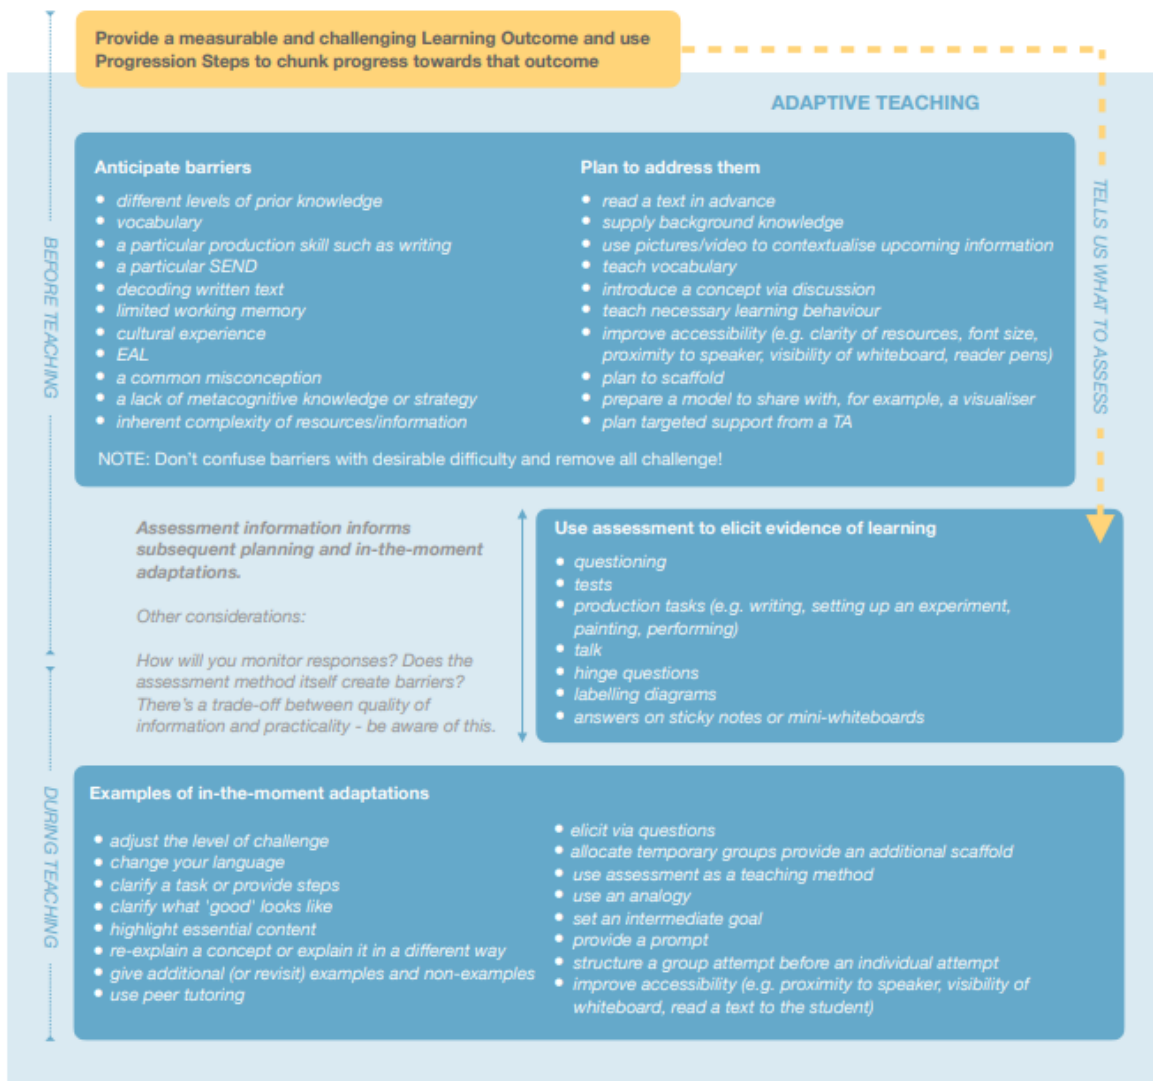 Provide a measurable and challenging Learning Outcome and use
Progression Steps to chunk progress towards that outcome
ADAPTIVE TEACHING
BEFORE TEACHING
Anticipate barriers
• different levels of prior knowledge
• vocabulary
• a particular production skill such as writing
• a particular SEND
• decoding written text
• limited working memory
• cultural experience
• EAL
• a common misconception
• a lack of metacognitive knowledge or strategy
• inherent complexity of resources/information
Plan to address them
• read a text in advance
• supply background knowledge
• use pictures/video to contextualise upcoming information
• teach vocabulary
• introduce a concept via discussion
• teach necessary learning behaviour
• improve accessibility (e.g. clarity of resources, font size,
proximity to speaker, visibility of whiteboard, reader pens)
• plan to scaffold
• prepare a model to share with, for example, a visualiser
• plan targeted support from a TA
NOTE: Don't confuse barriers with desirable difficulty and remove all challenge!
TELLS US WHAT TO ASSESS
Assessment information informs
subsequent planning and in-the-moment
adaptations.
Other considerations:
How will you monitor responses? Does the
assessment method itself create barriers?
There's a trade-off between quality of
information and practicality - be aware of this.
Use assessment to elicit evidence of learning
• questioning
• tests
• production tasks (e.g. writing, setting up an experiment,
painting, performing)
• talk
• hinge questions
• labelling diagrams
• answers on sticky notes or mini-whiteboards
DURING TEACHING
Examples of in-the-moment adaptations
• adjust the level of challenge
• change your language
• clarify a task or provide steps
• clarify what 'good' looks like
• highlight essential content
• re-explain a concept or explain it in a different way
• give additional (or revisit) examples and non-examples
• use peer tutoring
• elicit via questions
• allocate temporary groups provide an additional scaffold
• use assessment as a teaching method
• use an analogy
• set an intermediate goal
• provide a prompt
• structure a group attempt before an individual attempt
• improve accessibility (e.g. proximity to speaker, visibility of
whiteboard, read a text to the student)